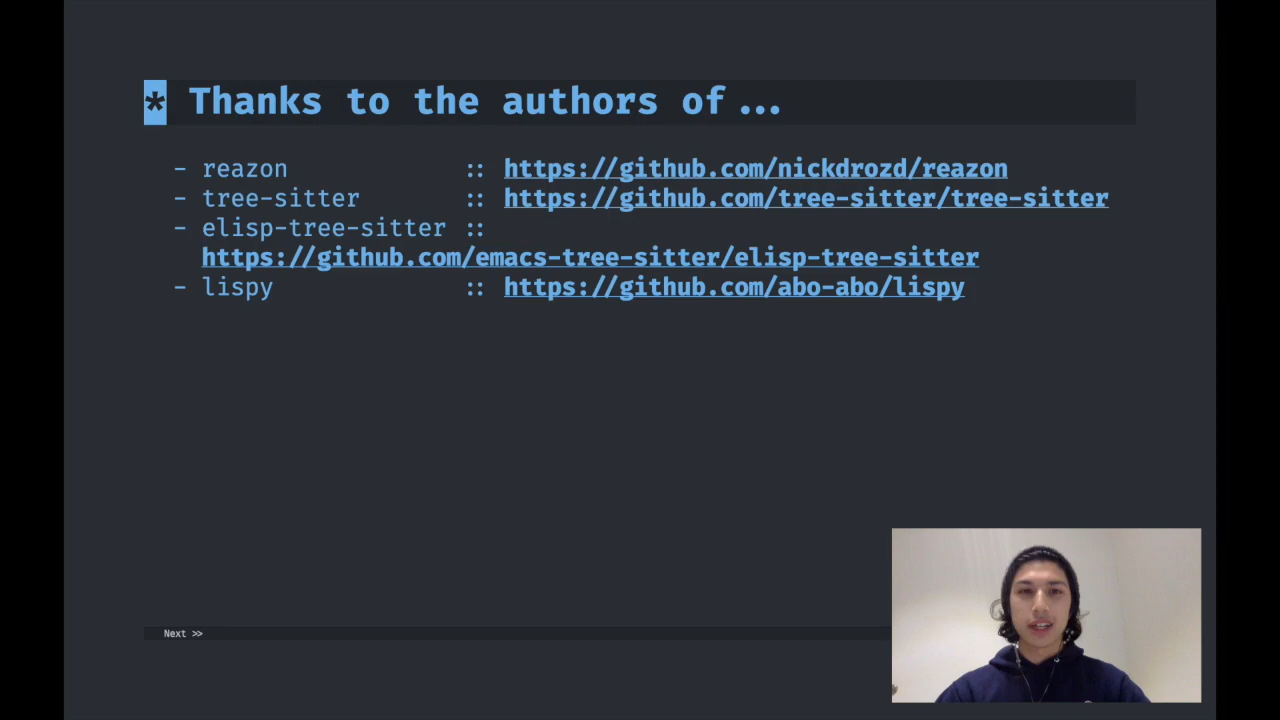 * Thanks to the authors of...
- reazon :: https://github.com/nickdrozd/reazon
- tree-sitter :: https://github.com/tree-sitter/tree-sitter
- elisp-tree-sitter ::
https://github.com/emacs-tree-sitter/elisp-tree-sitter
- lispy :: https://github.com/abo-abo/lispy
Next >>